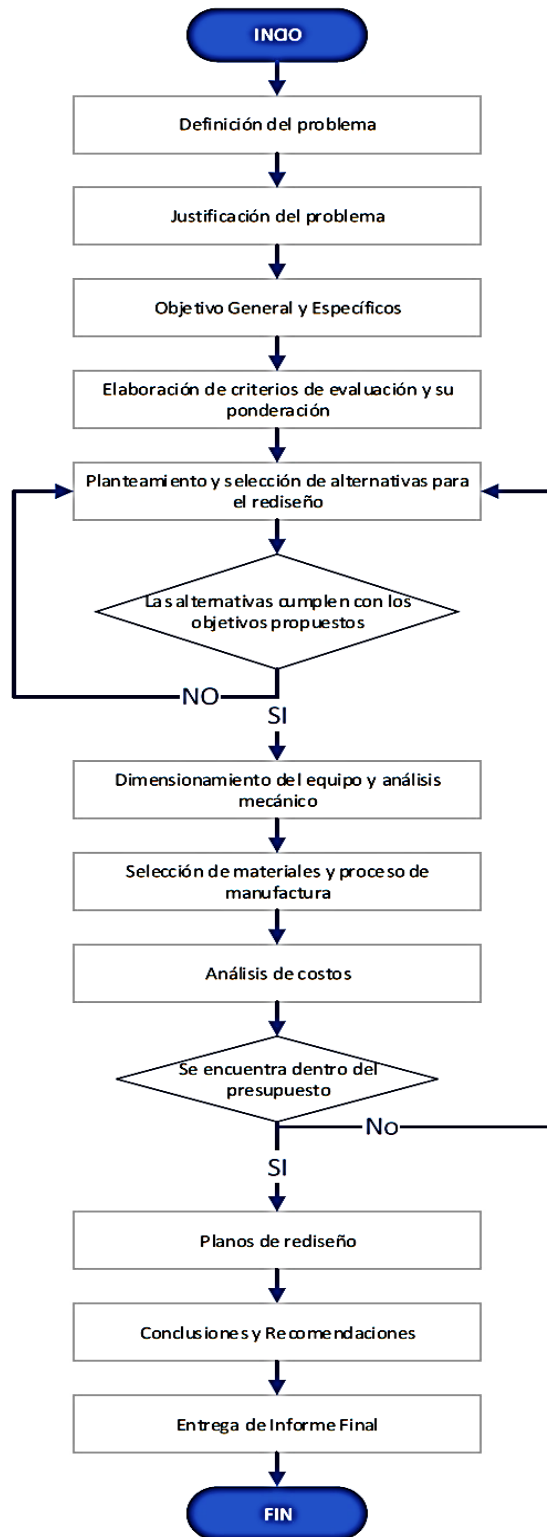 INCIO
Definición del problema
Justificación del problema
Objetivo General y Específicos
Elaboración de criterios de evaluación y su
ponderación
Planteamiento y selección de alternativas para
el rediseño
Las alternativas cumplen con los
objetivos propuestos
NO
SI
Dimensionamiento del equipo y análisis
mecánico
Selección de materiales y proceso de
manufactura
Análisis de costos
Se encuentra dentro del
presupuesto
No
SI
Planos de rediseño
Conclusiones y Recomendaciones
Entrega de Informe Final
FIN